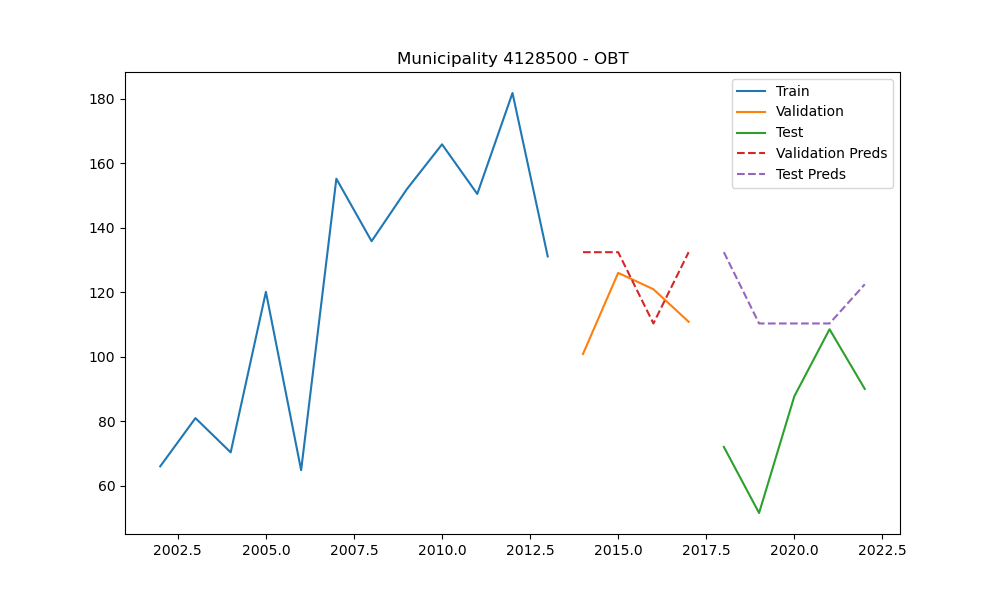 Municipality 4128500 - OBT
Train
Validation
Test
Validation Preds
Test Preds
180
160
140
120
100
80
60
2002.5 2005.0 2007.5 2010.0 2012.5 2015.0 2017.5 2020.0 2022.5